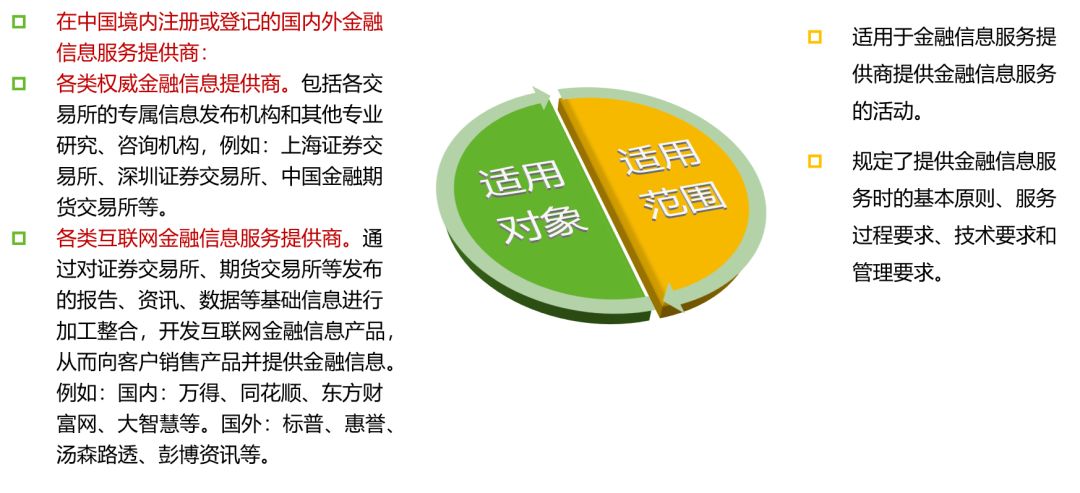 在中国境内注册或登记的国内外金融
信息服务提供商：
各类权威金融信息提供商。包括各交
易所的专属信息发布机构和其他专业
研究、咨询机构，例如：上海证券交
易所、深圳证券交易所、中国金融期
货交易所等。
各类互联网金融信息服务提供商。通
过对证券交易所、期货交易所等发布
的报告、资讯、数据等基础信息进行
加工整合，开发互联网金融信息产品，
从而向客户销售产品并提供金融信息。
例如：国内：万得、同花顺、东方财
富网、大智慧等。国外：标普、惠誉、
汤森路透、彭博资讯等。
适用
对象
适用
范围
适用于金融信息服务提
供商提供金融信息服务
的活动。
规定了提供金融信息服
务时的基本原则、服务
过程要求、技术要求和
管理要求。